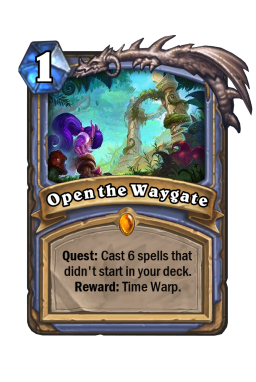 1
Open the Waygate
Quest: Cast 6 spells that
didn't start in your deck.
Reward: Time Warp.